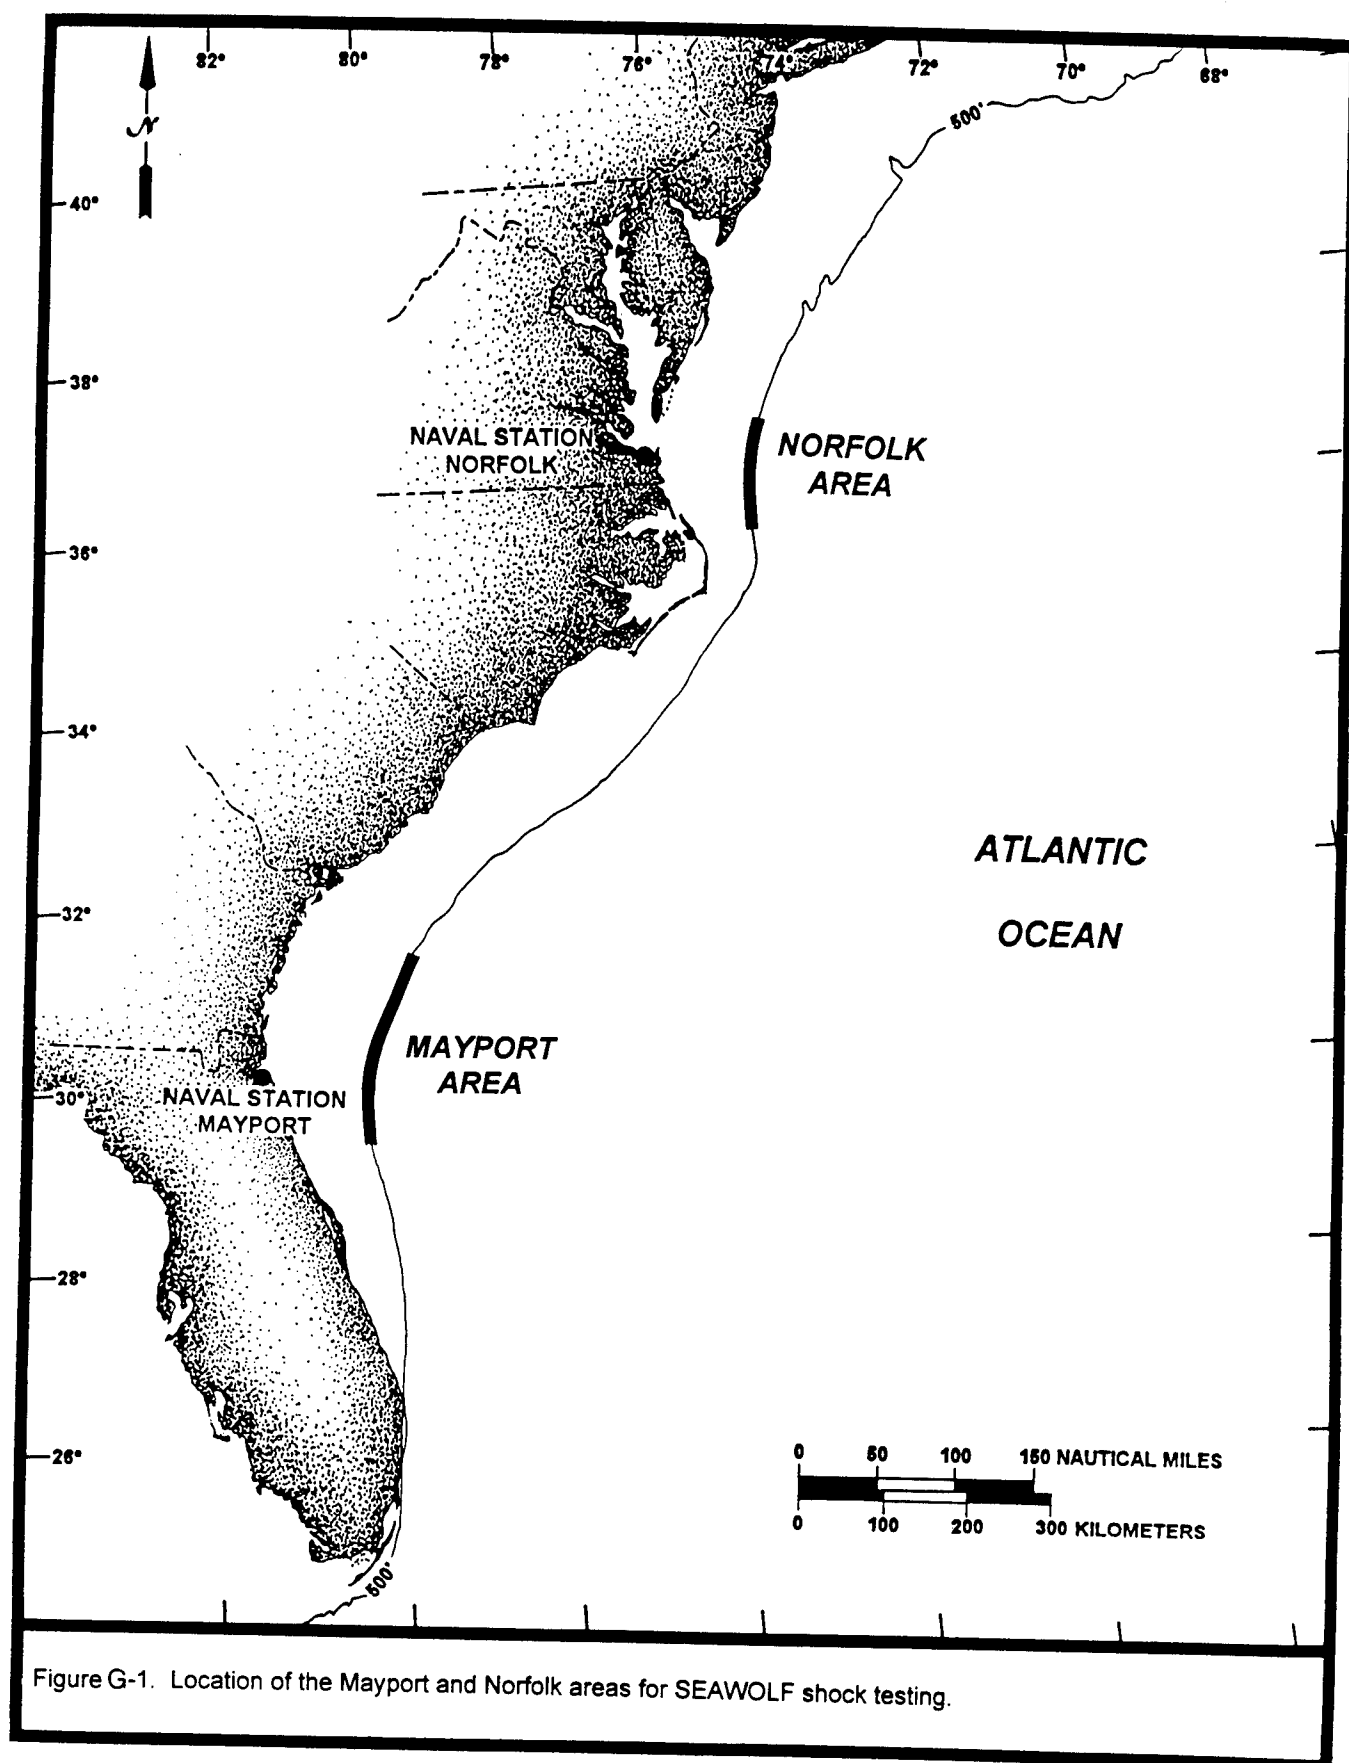 82° 80° 78° 76° 74° 72° 70° 68°
N
500'
40°
38°
NAVAL STATION
NORFOLK
NORFOLK
AREA
36°
34°
ATLANTIC
OCEAN
32°
MAYPORT
AREA
30°
NAVAL STATION
MAYPORT
28°
26°
0 50 100 150 NAUTICAL MILES
0 100 200 300 KILOMETERS
500'
Figure G-1. Location of the Mayport and Norfolk areas for SEAWOLF shock testing.